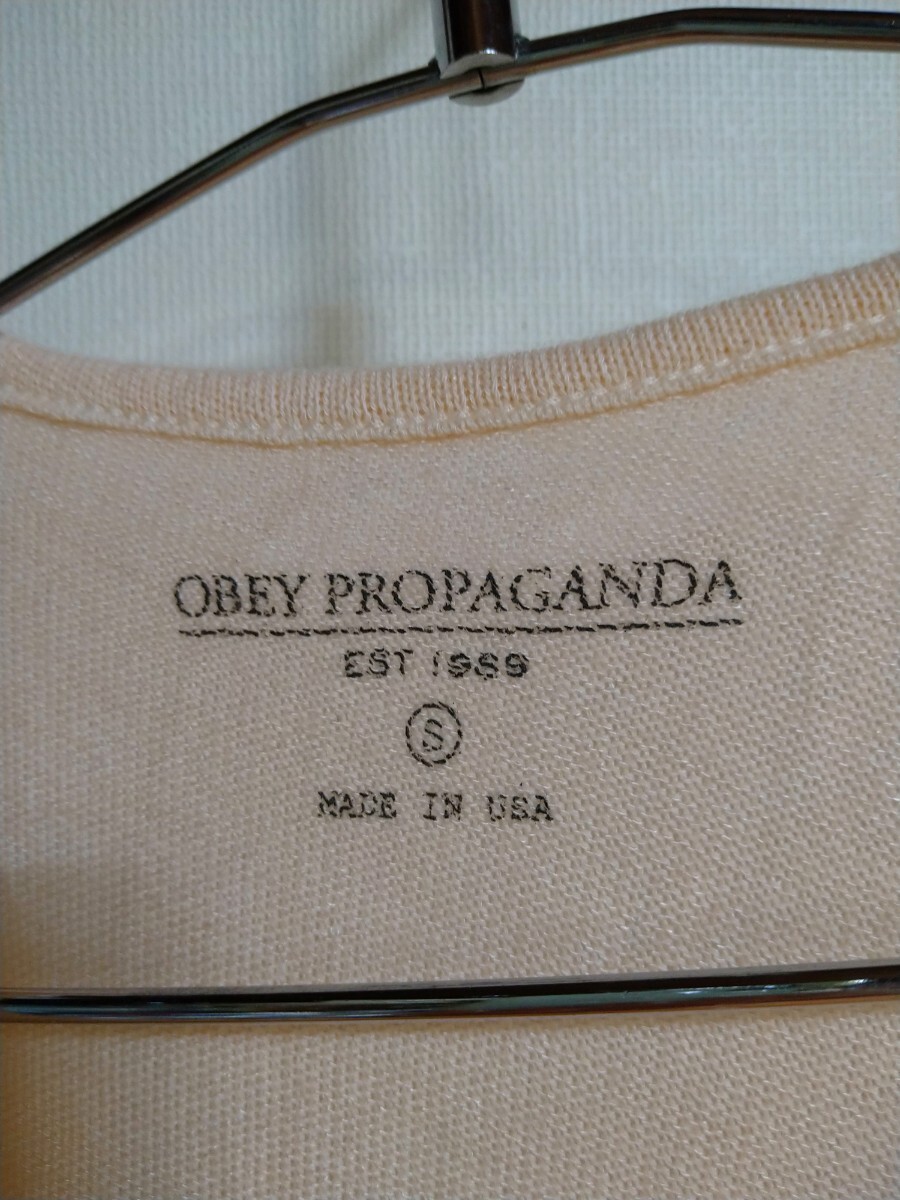 OBEY PROPAGANDA
EST 1989
S
MADE IN USA